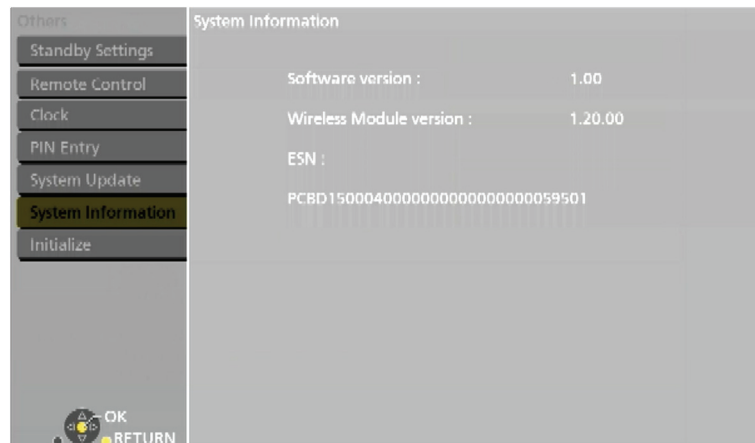 Others
Standby Settings
Remote Control
Clock
PIN Entry
System Update
System Information
Initialize
OK
RETURN
System Information
Software version : 1.00
Wireless Module version : 1.20.00
ESN :